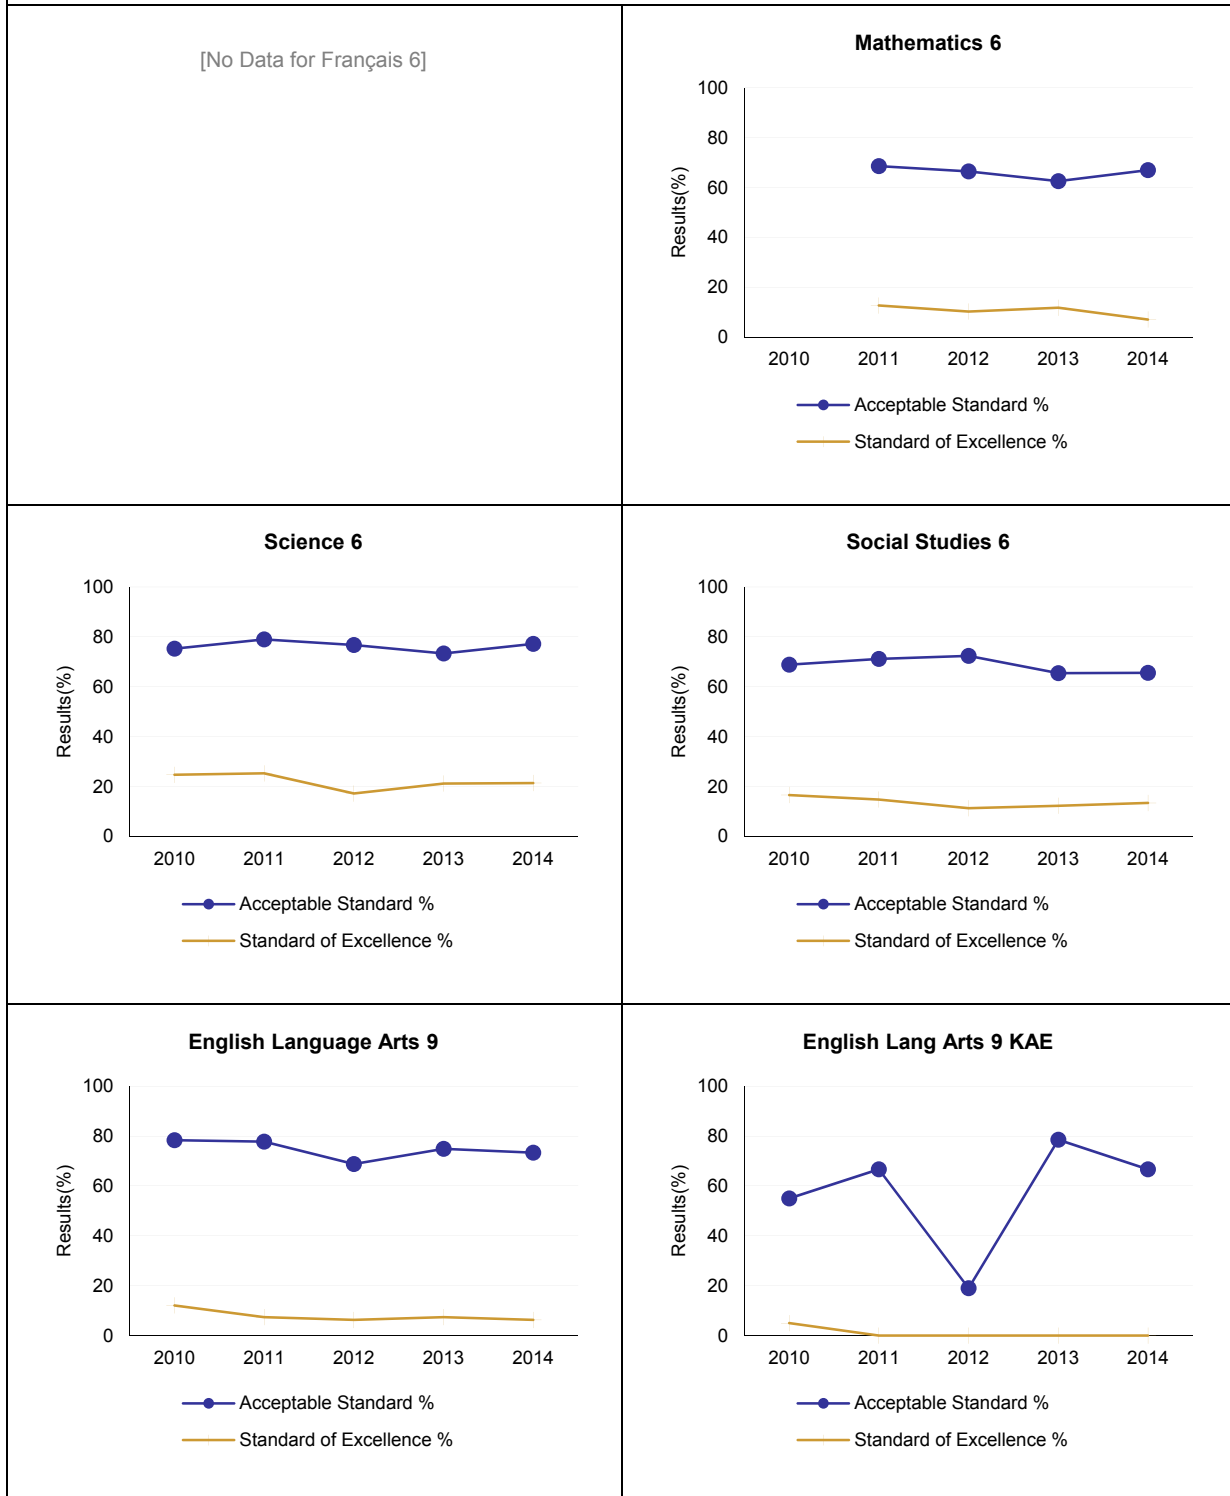 [No Data for Français 6]
Mathematics 6
100
80
60
40
20
0
Results(%)
2010 2011 2012 2013 2014
Acceptable Standard %
Standard of Excellence %
Science 6
100
80
60
40
20
0
Results(%)
2010 2011 2012 2013 2014
Acceptable Standard %
Standard of Excellence %
Social Studies 6
100
80
60
40
20
0
Results(%)
2010 2011 2012 2013 2014
Acceptable Standard %
Standard of Excellence %
English Language Arts 9
100
80
60
40
20
0
Results(%)
2010 2011 2012 2013 2014
Acceptable Standard %
Standard of Excellence %
English Lang Arts 9 KAE
100
80
60
40
20
0
Results(%)
2010 2011 2012 2013 2014
Acceptable Standard %
Standard of Excellence %